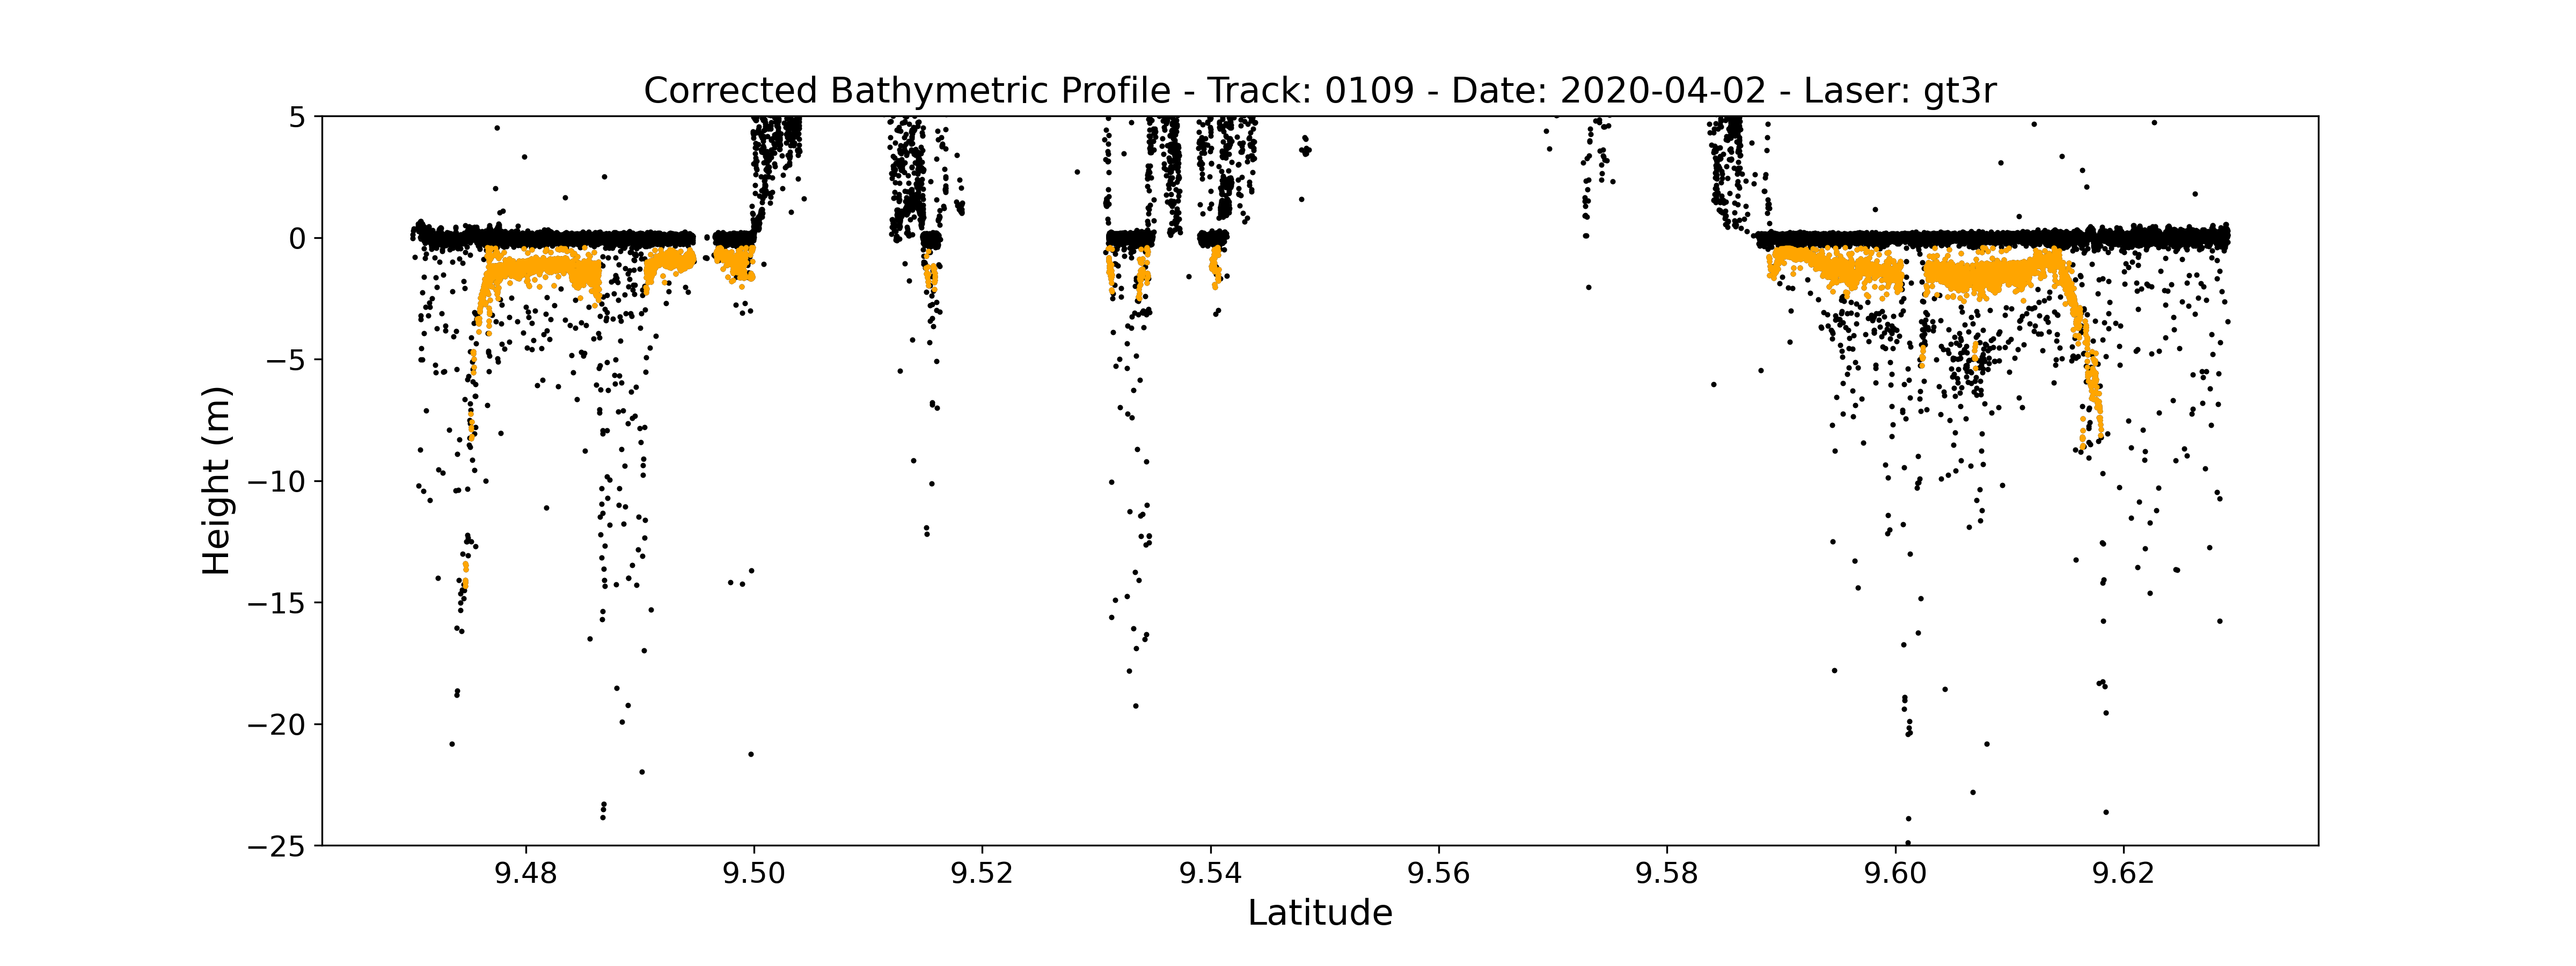 Corrected Bathymetric Profile - Track: 0109 - Date: 2020-04-02 - Laser: gt3r
5
0
−5
−10
−15
−20
−25
Height (m)
9.48 9.50 9.52 9.54 9.56 9.58 9.60 9.62
Latitude